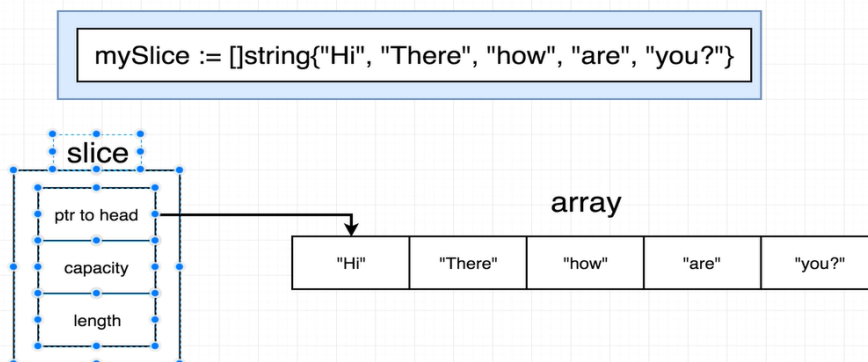 mySlice := []string{"Hi", "There", "how", "are", "you?"}
slice
ptr to head
capacity
length
array
"Hi" "There" "how" "are" "you?"